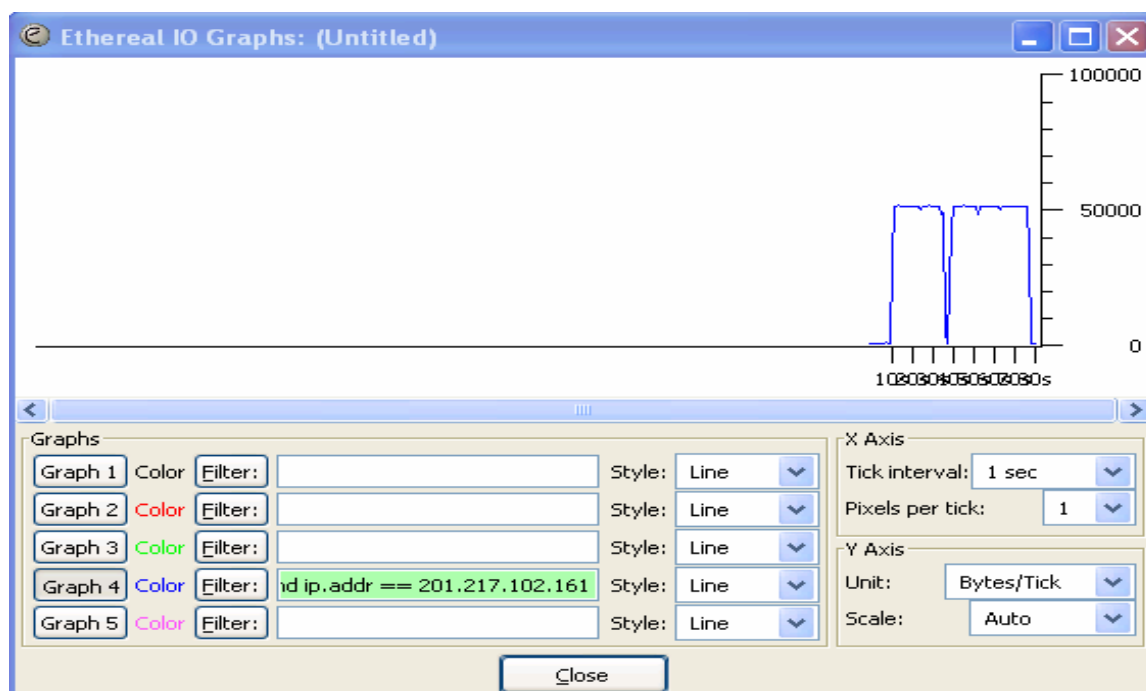 Ethereal IO Graphs: (Untitled)
100000
50000
0
Graphs
Graph 1 Color Filter: Style: Line
Graph 2 Color Filter: Style: Line
Graph 3 Color Filter: Style: Line
Graph 4 Color Filter: nd ip.addr == 201.217.102.161 Style: Line
Graph 5 Color Filter: Style: Line
X Axis
Tick interval: 1 sec
Pixels per tick: 1
Y Axis
Unit: Bytes/Tick
Scale: Auto
Close